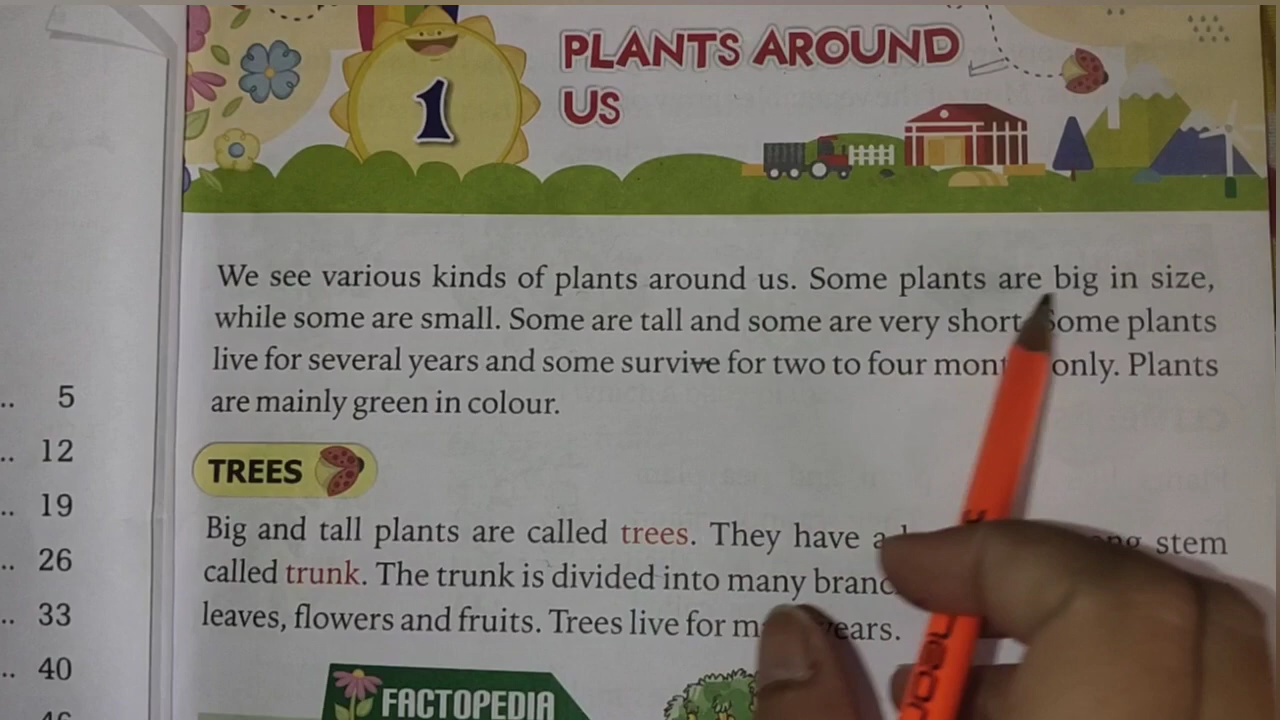 1
PLANTS AROUND
US
We see various kinds of plants around us. Some plants are big in size,
while some are small. Some are tall and some are very short. Some plants
live for several years and some survive for two to four only. Plants
are mainly green in colour.
TREES
Big and tall plants are called trees. They have a stem
called trunk. The trunk is divided into many
leaves, flowers and fruits. Trees live for years.
FACTOPEDIA
.. 5
.. 12
.. 19
.. 26
.. 33
.. 40